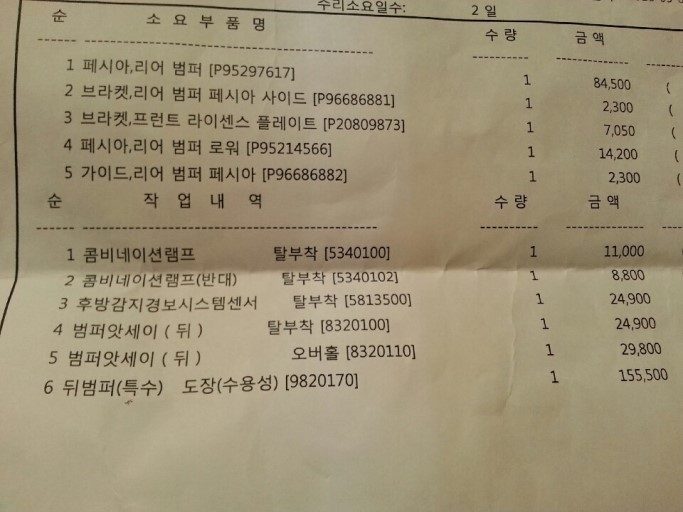 수리소요일수: 2 일
순 소 요 부 품 명 수 량 금 액
1 페시아,리어 범퍼 [P95297617] 1 84,500 (
2 브라켓,리어 범퍼 페시아 사이드 [P96686881] 1 2,300 (
3 브라켓,프런트 라이센스 플레이트 [P20809873] 1 7,050 (
4 페시아,리어 범퍼 로워 [P95214566] 1 14,200 (
5 가이드,리어 범퍼 페시아 [P96686882] 1 2,300 (
순 작 업 내 역 수 량 금 액
1 콤비네이션램프 탈부착 [5340100] 1 11,000
2 콤비네이션램프(반대) 탈부착 [5340102] 1 8,800
3 후방감지경보시스템센서 탈부착 [5813500] 1 24,900
4 범퍼앗세이 ( 뒤 ) 탈부착 [8320100] 1 24,900
5 범퍼앗세이 ( 뒤 ) 오버홀 [8320110] 1 29,800
6 뒤범퍼(특수) 도장(수용성) [9820170] 1 155,500